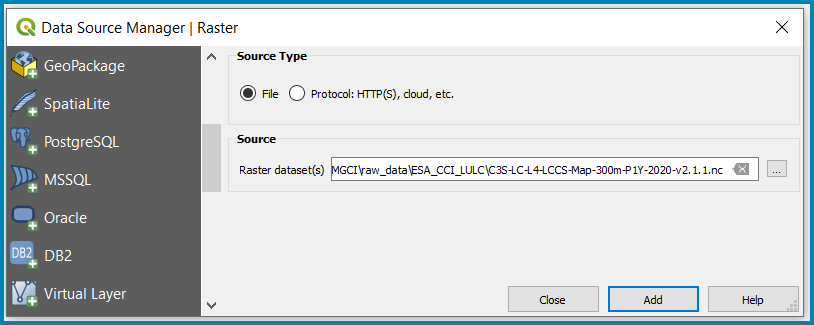 Data Source Manager | Raster
GeoPackage
SpatiaLite
PostgreSQL
MSSQL
Oracle
DB2 DB2
Virtual Layer
Source Type
File Protocol: HTTP(S), cloud, etc.
Source
Raster dataset(s) MGCI\raw_data\ESA_CCI_LULC\C3S-LC-L4-LCCS-Map-300m-P1Y-2020-v2.1.1.nc ...
Close Add Help